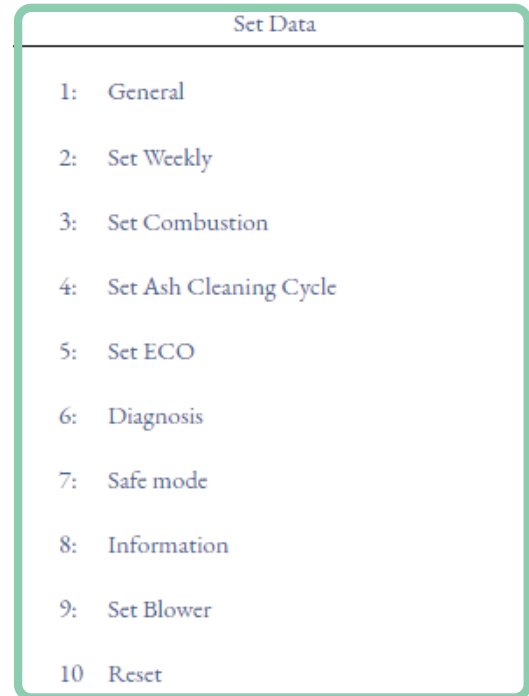 Set Data
1: General
2: Set Weekly
3: Set Combustion
4: Set Ash Cleaning Cycle
5: Set ECO
6: Diagnosis
7: Safe mode
8: Information
9: Set Blower
10 Reset